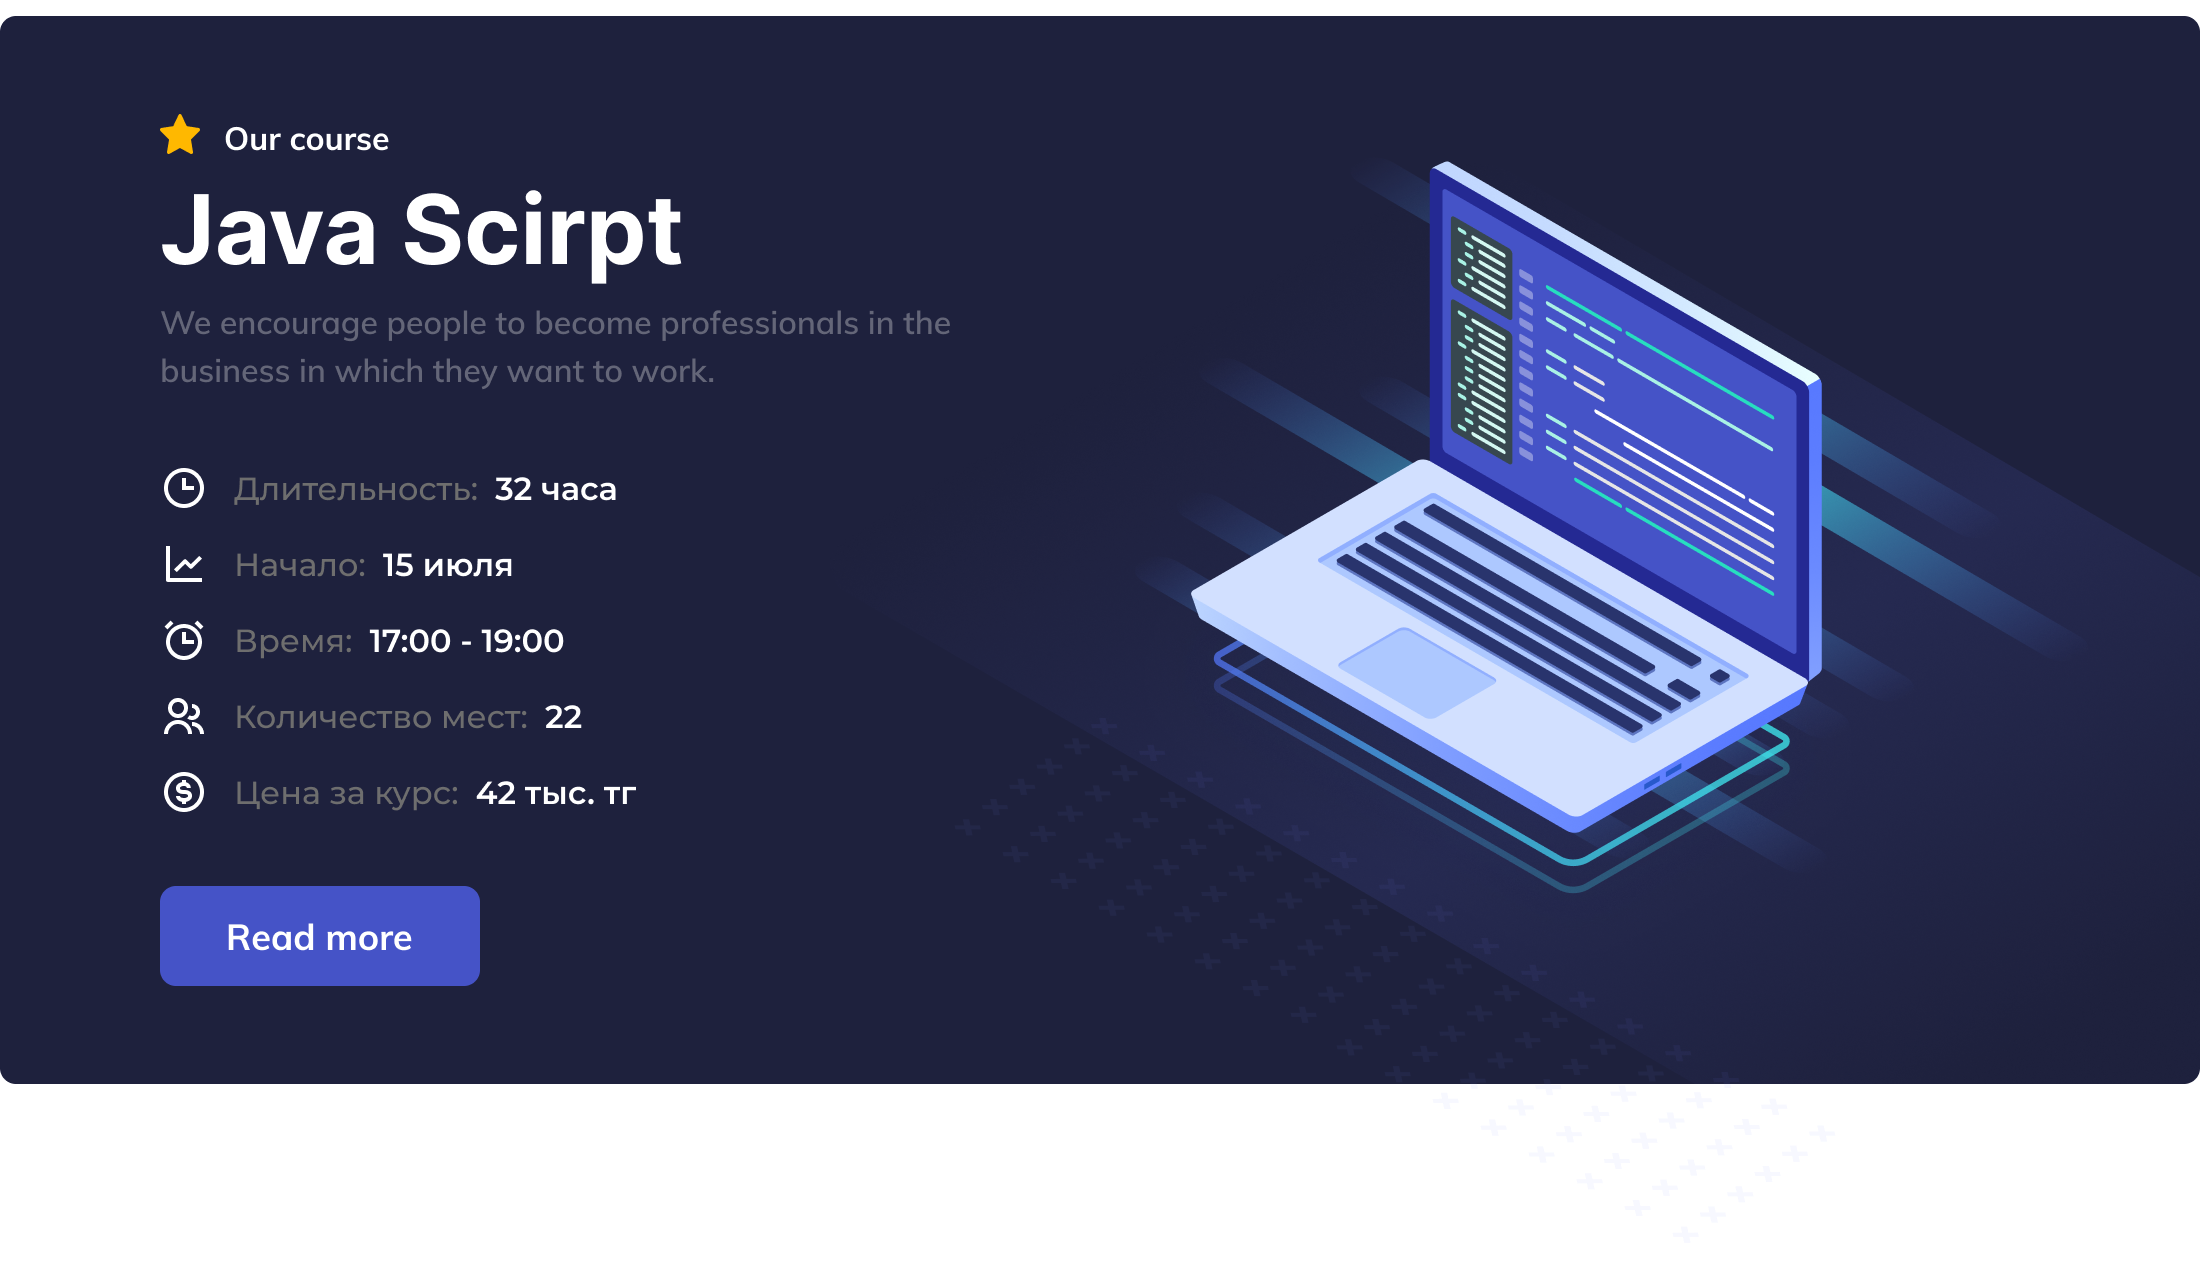 Our course
Java Scirpt
We encourage people to become professionals in the
business in which they want to work.
Длительность: 32 часа
Начало: 15 июля
Время: 17:00 - 19:00
Количество мест: 22
Цена за курс: 42 тыс. тг
Read more